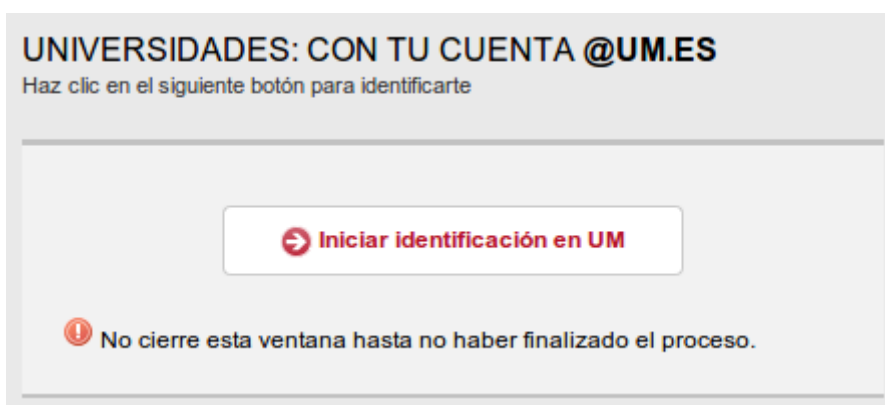 UNIVERSIDADES: CON TU CUENTA @UM.ES
Haz clic en el siguiente botón para identificarte
Iniciar identificación en UM
No cierre esta ventana hasta no haber finalizado el proceso.